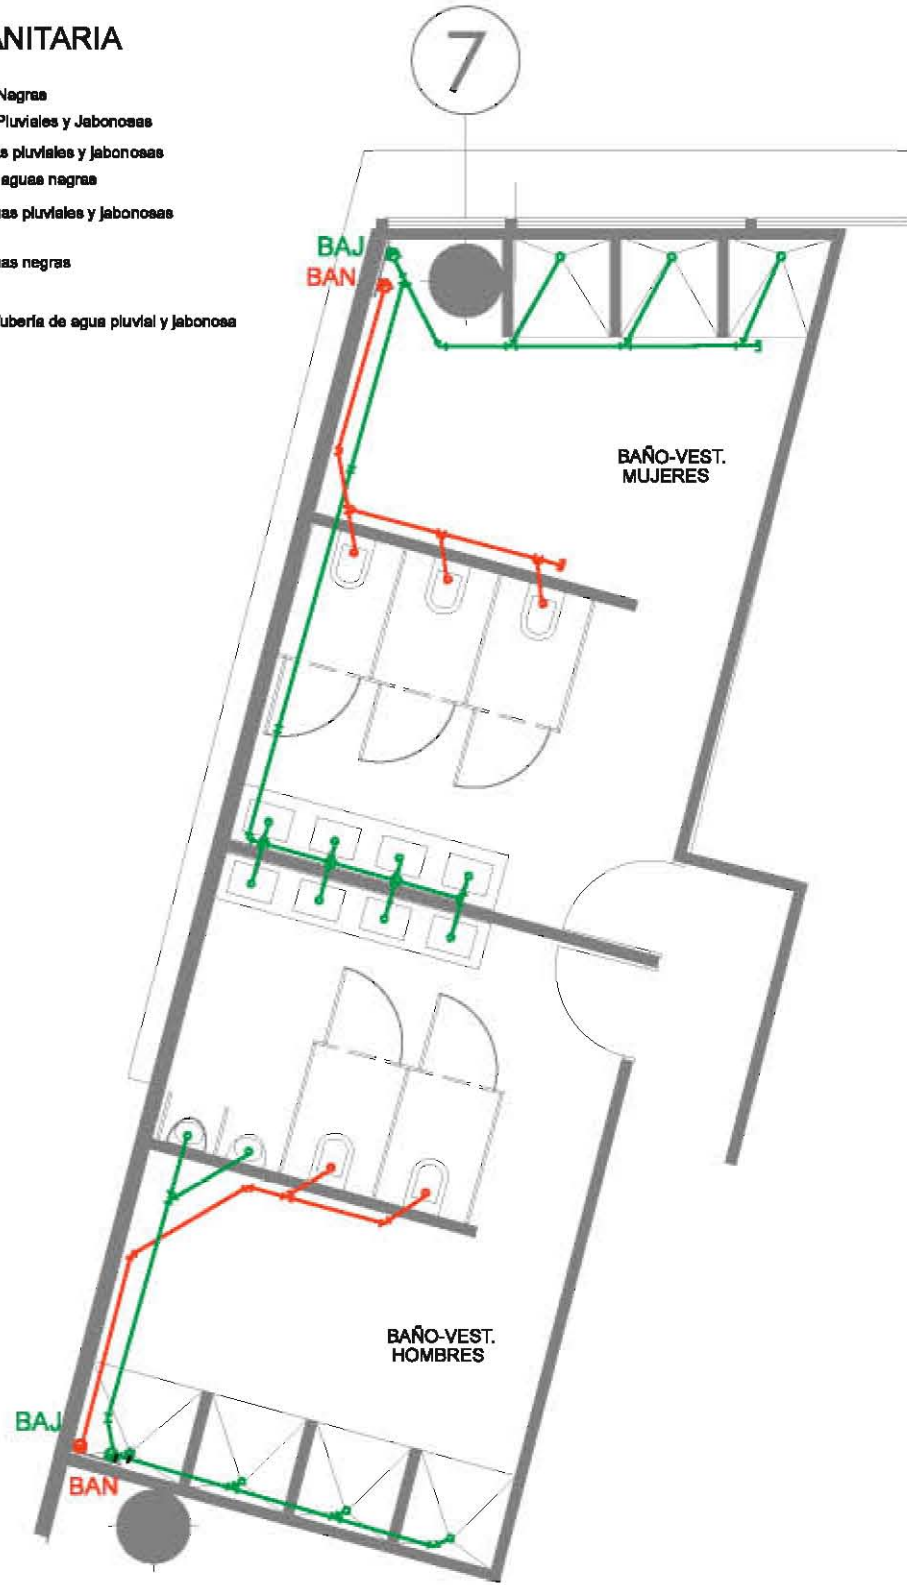 ANITARIA
7
Negras
Pluviales y Jabonosas
s pluviales y jabonosas
aguas negras
as pluviales y jabonosas
as negras
tubería de agua pluvial y jabonosa
BAJ
BAN
BAÑO-VEST.
MUJERES
BAÑO-VEST.
HOMBRES
BAJ
BAN